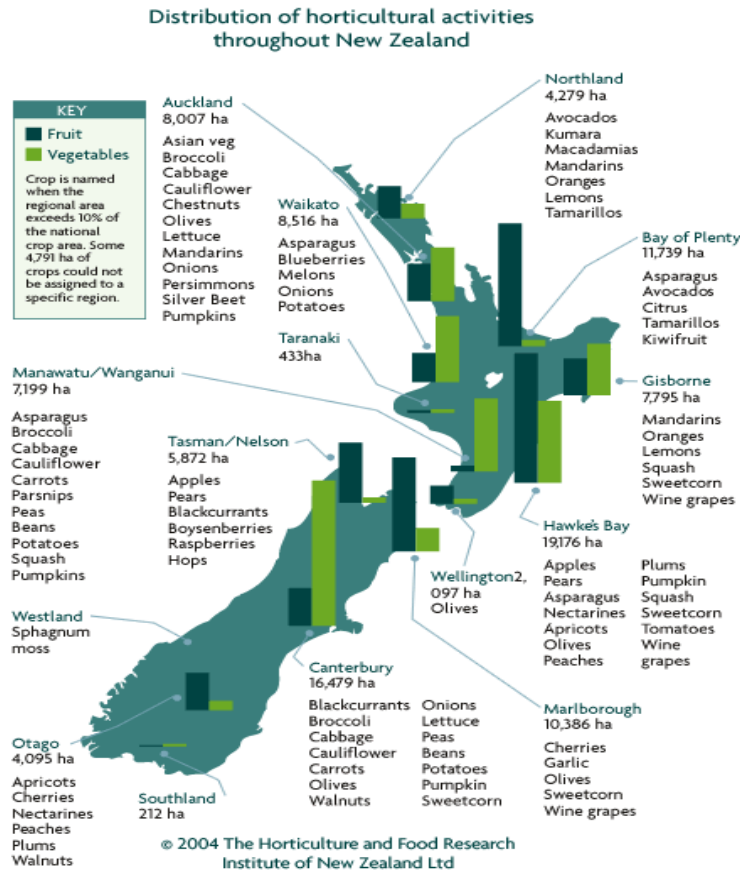 Distribution of horticultural activities
throughout New Zealand
KEY
Fruit
Vegetables
Crop is named
when the
regional area
exceeds 10% of
the national
crop area. Some
4,791 ha of
crops could not
be assigned to a
specific region.
Auckland
8,007 ha
Asian veg
Broccoli
Cabbage
Cauliflower
Chestnuts
Olives
Lettuce
Mandarins
Onions
Persimmons
Silver Beet
Pumpkins
Waikato
8,516 ha
Asparagus
Blueberries
Melons
Onions
Potatoes
Taranaki
433ha
Northland
4,279 ha
Avocados
Kumara
Macadamias
Mandarins
Oranges
Lemons
Tamarillos
Bay of Plenty
11,739 ha
Asparagus
Avocados
Citrus
Tamarillos
Kiwifruit
Gisborne
7,795 ha
Mandarins
Oranges
Lemons
Squash
Sweetcorn
Wine grapes
Manawatu/Wanganui
7,199 ha
Asparagus
Broccoli
Cabbage
Cauliflower
Carrots
Parsnips
Peas
Beans
Potatoes
Squash
Pumpkins
Tasman/Nelson
5,872 ha
Apples
Pears
Blackcurrants
Boysenberries
Raspberries
Hops
Wellington2,
097 ha
Olives
Hawke's Bay
19,176 ha
Apples
Pears
Asparagus
Nectarines
Apricots
Olives
Peaches
Plums
Pumpkin
Squash
Sweetcorn
Tomatoes
Wine
grapes
Westland
Sphagnum
moss
Canterbury
16,479 ha
Blackcurrants
Broccoli
Cabbage
Cauliflower
Carrots
Olives
Walnuts
Onions
Lettuce
Peas
Beans
Potatoes
Pumpkin
Sweetcorn
Marlborough
10,386 ha
Cherries
Garlic
Olives
Sweetcorn
Wine grapes
Otago
4,095 ha
Apricots
Cherries
Nectarines
Peaches
Plums
Walnuts
Southland
212 ha
© 2004 The Horticulture and Food Research
Institute of New Zealand Ltd